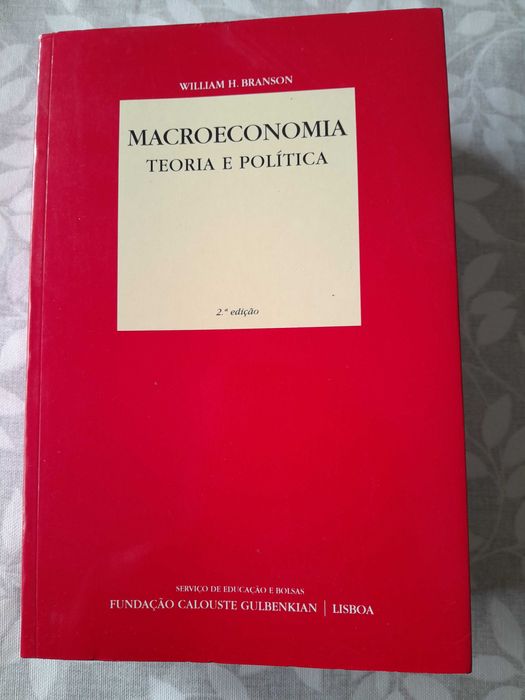 WILLIAM H. BRANSON
MACROECONOMIA
TEORIA E POLÍTICA
2.ª edição
SERVIÇO DE EDUCAÇÃO E BOLSAS
FUNDAÇÃO CALOUSTE GULBENKIAN | LISBOA